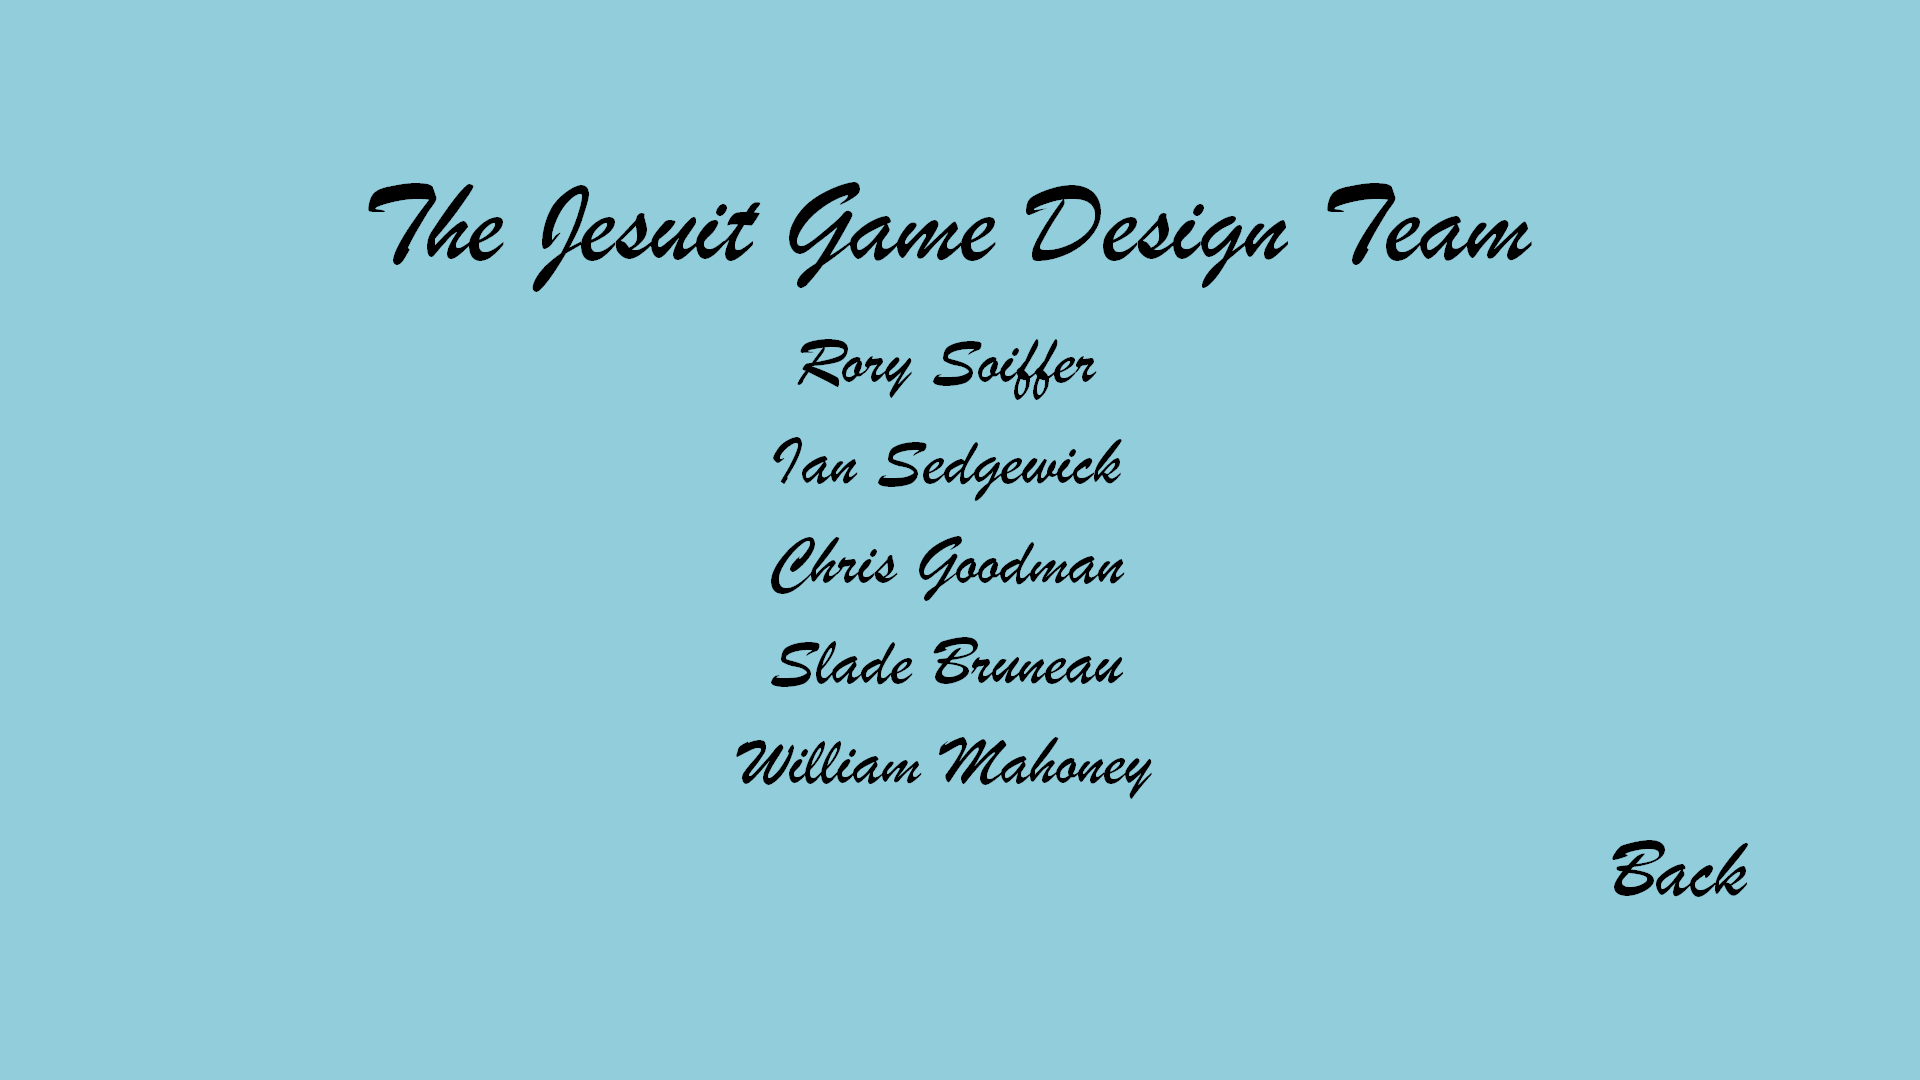 The Jesuit Game Design Team
Rory Soiffer
Ian Sedgewick
Chris Goodman
Slade Bruneau
William Mahoney
Back